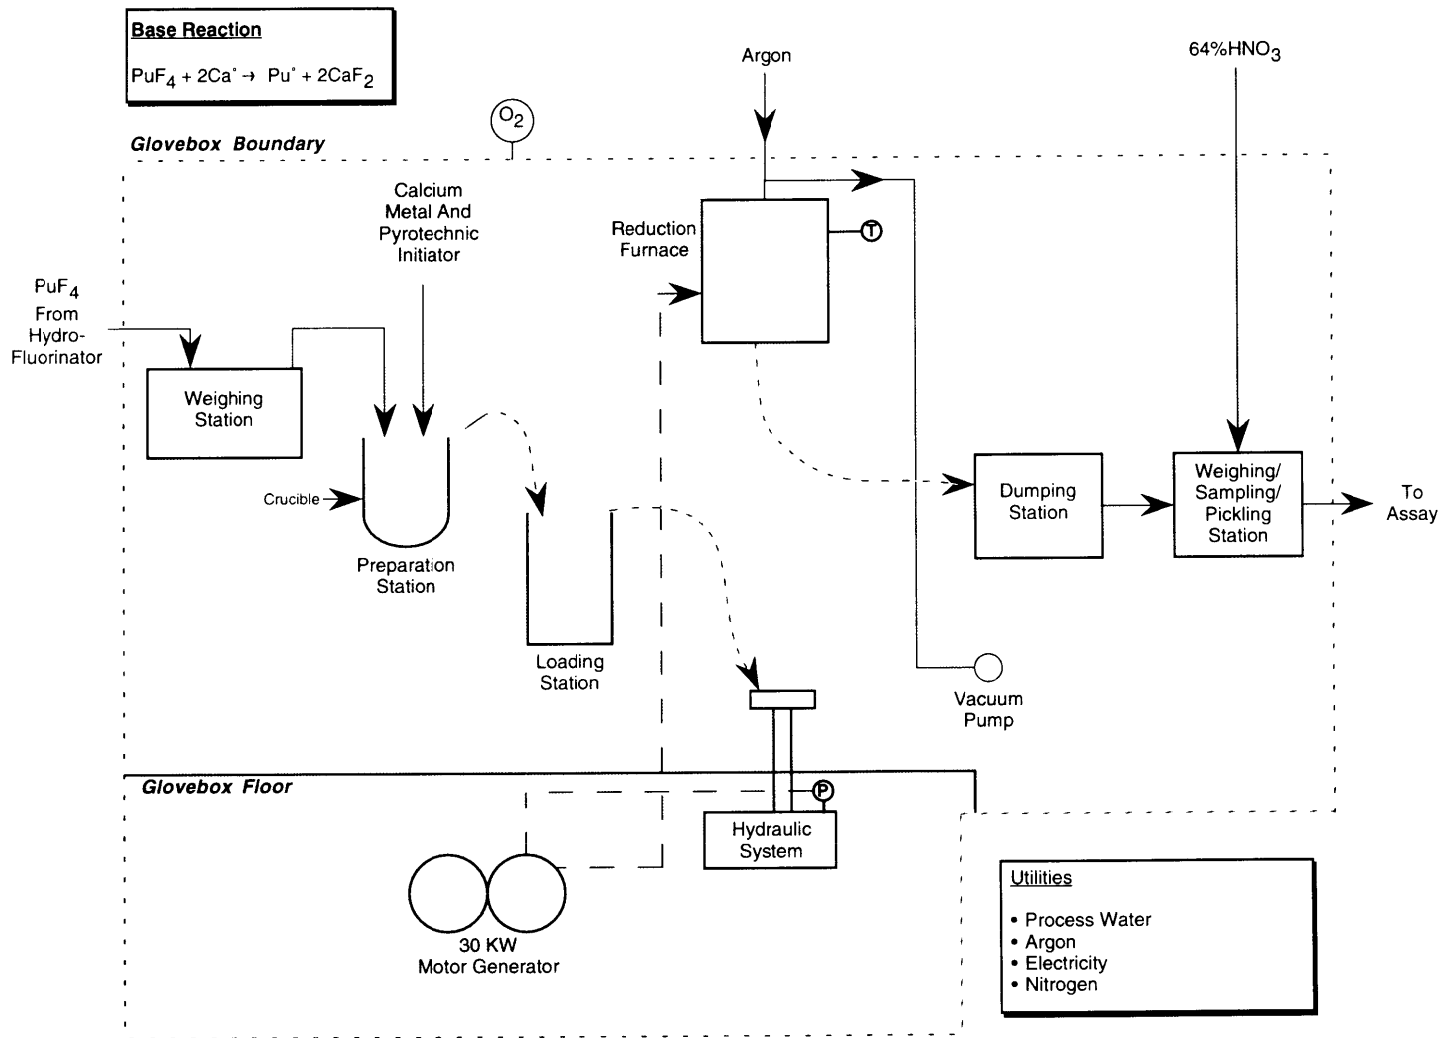 Base Reaction
PuF4 + 2Ca° → Pu° + 2CaF2
Argon
64%HNO3
O2
Glovebox Boundary
Calcium
Metal And
Pyrotechnic
Initiator
Reduction
Furnace
T
PuF4
From
Hydro-
Fluorinator
Weighing
Station
Crucible
Preparation
Station
Loading
Station
Dumping
Station
Weighing/
Sampling/
Pickling
Station
To
Assay
Vacuum
Pump
Glovebox Floor
P
Hydraulic
System
30 KW
Motor Generator
Utilities
• Process Water
• Argon
• Electricity
• Nitrogen